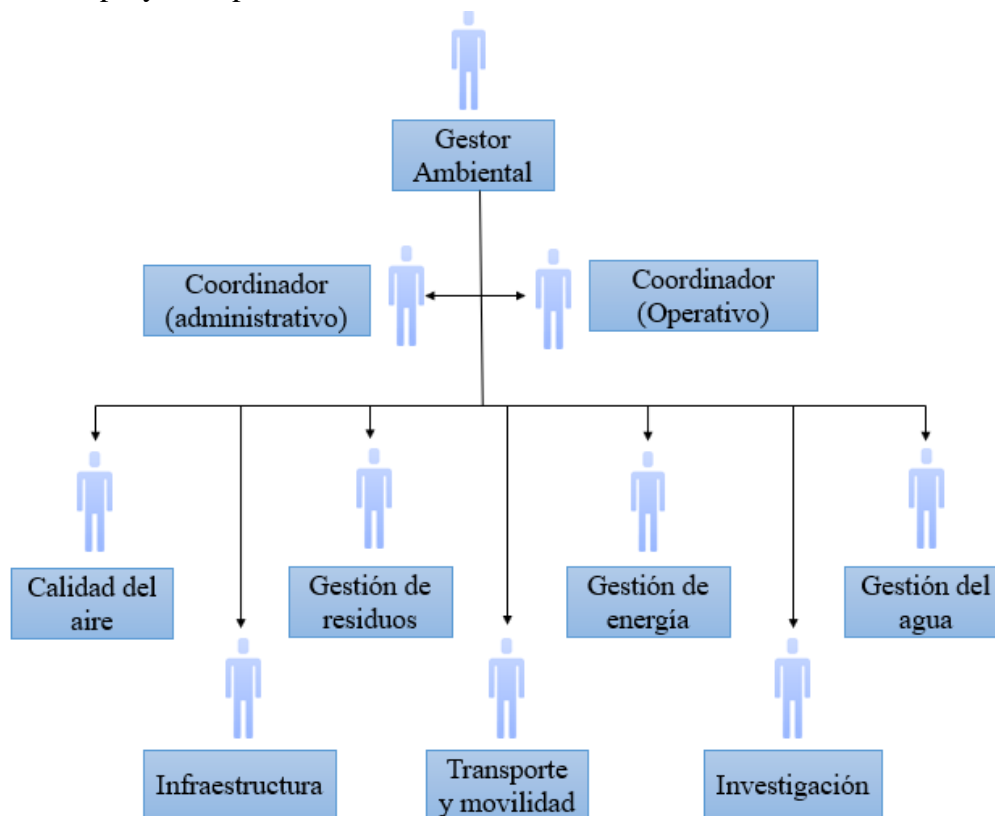 Gestor
Ambiental
Coordinador
(administrativo)
Coordinador
(Operativo)
Calidad del
aire
Gestión de
residuos
Gestión de
energía
Gestión del
agua
Infraestructura
Transporte
y movilidad
Investigación